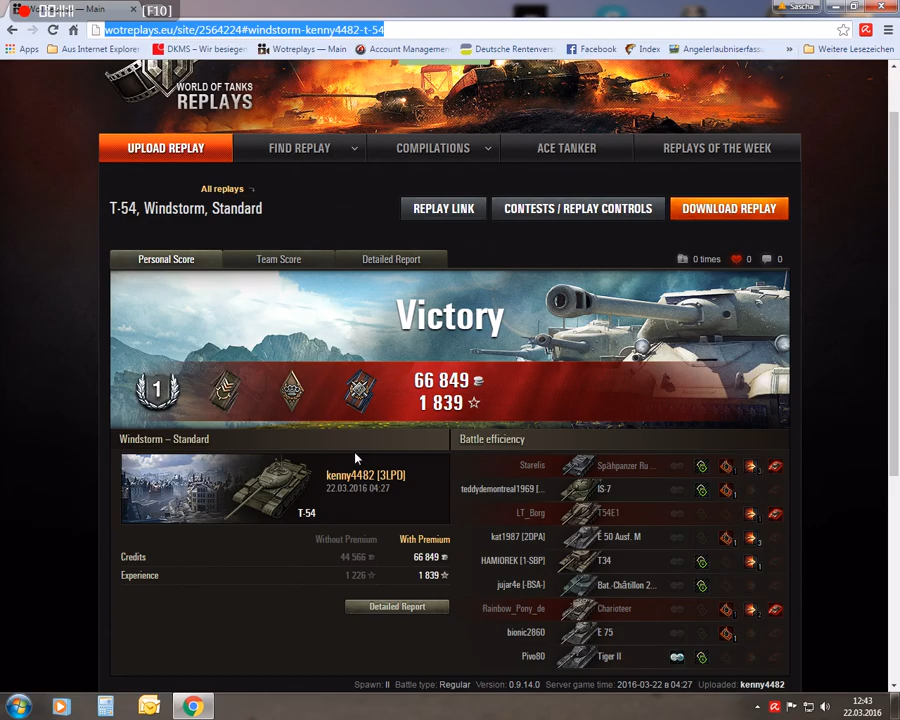 wotreplays — Main
[F10]
Sascha
wotreplays.eu/site/2564224#windstorm-kenny4482-t-54
Apps
Aus Internet Explorer
DKMS – Wir besiegen
Wotreplays — Main
Account Management
Deutsche Rentenvers
Facebook
Index
Angelerlaubniserfass
»
Weitere Lesezeichen
WORLD OF TANKS
REPLAYS
UPLOAD REPLAY
FIND REPLAY
COMPILATIONS
ACE TANKER
REPLAYS OF THE WEEK
All replays
T-54, Windstorm, Standard
REPLAY LINK
CONTESTS / REPLAY CONTROLS
DOWNLOAD REPLAY
Personal Score
Team Score
Detailed Report
0 times
0
0
Victory
1
66 849
1 839
Windstorm – Standard
Battle efficiency
kenny4482 [3LPD]
22.03.2016 04:27
T-54
Without Premium
With Premium
Credits
44 566
66 849
Experience
1 226
1 839
Detailed Report
Starelis
Spähpanzer Ru ...
teddydemontreal1969 [...
IS-7
LT_Borg
T54E1
kat1987 [2DPA]
E 50 Ausf. M
HAMIOREK [1-SBP]
T34
jujar4e [-BSA-]
Bat.-Châtillon 2...
Rainbow_Pony_de
Charioteer
bionic2860
E 75
Pivo80
Tiger II
Spawn: II Battle type: Regular Version: 0.9.14.0 Server game time: 2016-03-22 в 04:27 Uploaded: kenny4482
12:43
22.03.2016